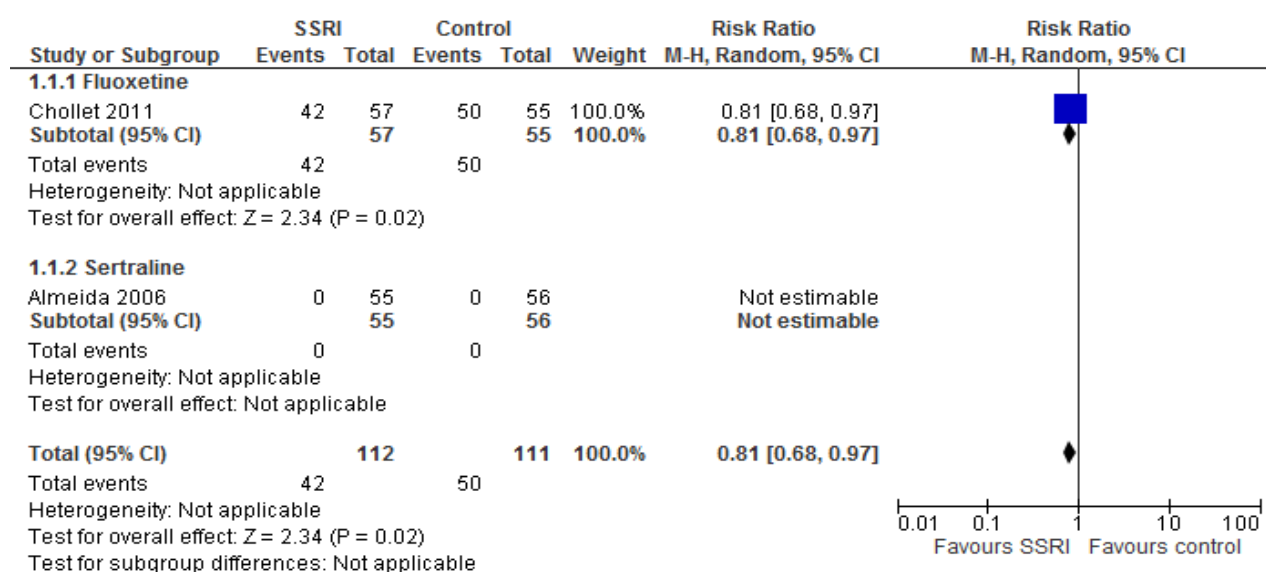 SSRI Control Risk Ratio Risk Ratio
Study or Subgroup Events Total Events Total Weight M-H, Random, 95% CI M-H, Random, 95% CI
1.1.1 Fluoxetine
Chollet 2011 42 57 50 55 100.0% 0.81 [0.68, 0.97]
Subtotal (95% CI) 57 55 100.0% 0.81 [0.68, 0.97]
Total events 42 50
Heterogeneity: Not applicable
Test for overall effect: Z = 2.34 (P = 0.02)
1.1.2 Sertraline
Almeida 2006 0 55 0 56 Not estimable
Subtotal (95% CI) 55 56 Not estimable
Total events 0 0
Heterogeneity: Not applicable
Test for overall effect: Not applicable
Total (95% CI) 112 111 100.0% 0.81 [0.68, 0.97]
Total events 42 50
Heterogeneity: Not applicable
Test for overall effect: Z = 2.34 (P = 0.02)
Test for subgroup differences: Not applicable
0.01 0.1 1 10 100
Favours SSRI Favours control